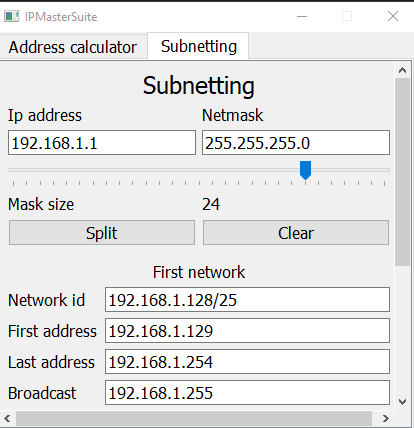 IPMasterSuite
Address calculator Subnetting
Subnetting
Ip address Netmask
192.168.1.1 255.255.255.0
Mask size 24
Split Clear
First network
Network id 192.168.1.128/25
First address 192.168.1.129
Last address 192.168.1.254
Broadcast 192.168.1.255